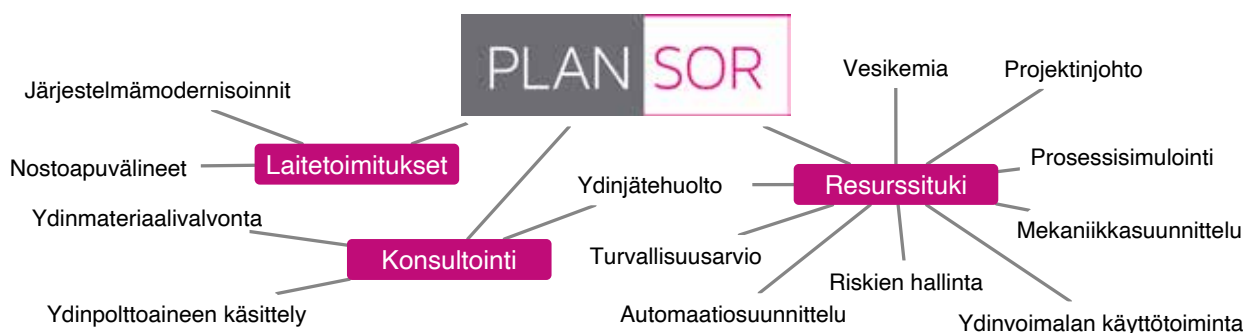 PLAN SOR
Järjestelmämodernisoinnit
Nostoapuvälineet
Laitetoimitukset
Ydinmateriaalivalvonta
Konsultointi
Ydinpolttoaineen käsittely
Vesikemia
Projektinjohto
Prosessisimulointi
Ydinjätehuolto
Resurssituki
Mekaniikkasuunnittelu
Turvallisuusarvio
Riskien hallinta
Automaatiosuunnittelu
Ydinvoimalan käyttötoiminta